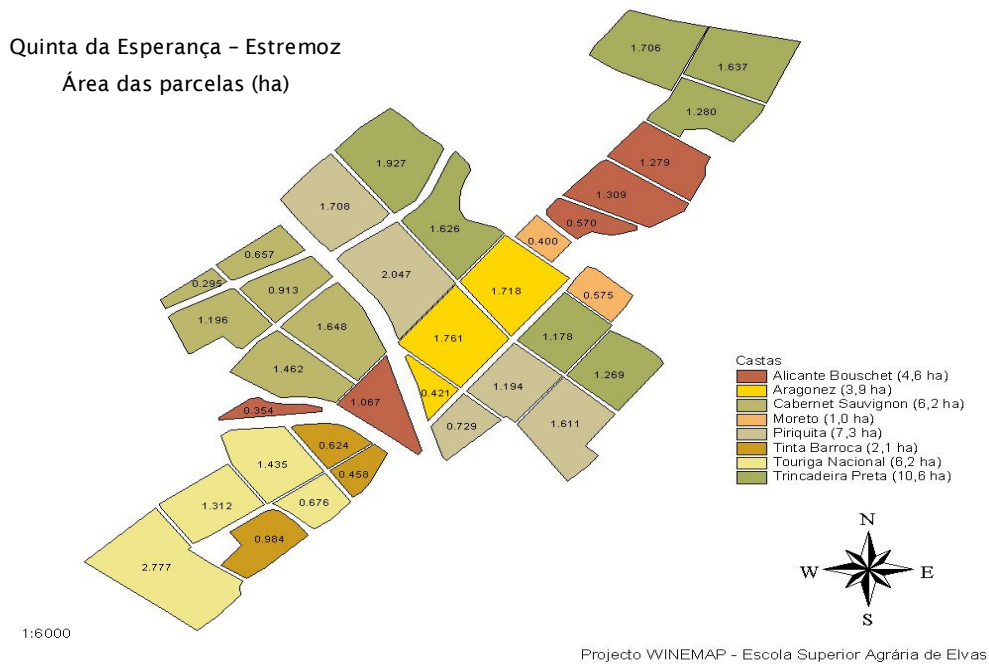 Quinta da Esperança – Estremoz
Área das parcelas (ha)
1.706
1.637
1.280
1.279
1.927
1.309
1.708
0.570
1.626
0.400
0.657
2.047
0.295
0.913
1.718
0.575
1.196
1.648
1.761
1.178
1.462
1.269
1.194
0.421
1.067
0.354
0.729
1.611
0.624
1.435
0.458
0.676
1.312
0.984
2.777
Castas
Alicante Bouschet (4,6 ha)
Aragonez (3,9 ha)
Cabernet Sauvignon (6,2 ha)
Moreto (1,0 ha)
Piriquita (7,3 ha)
Tinta Barroca (2,1 ha)
Touriga Nacional (6,2 ha)
Trincadeira Preta (10,6 ha)
N
W
E
S
1:6000
Projecto WINEMAP - Escola Superior Agrária de Elvas